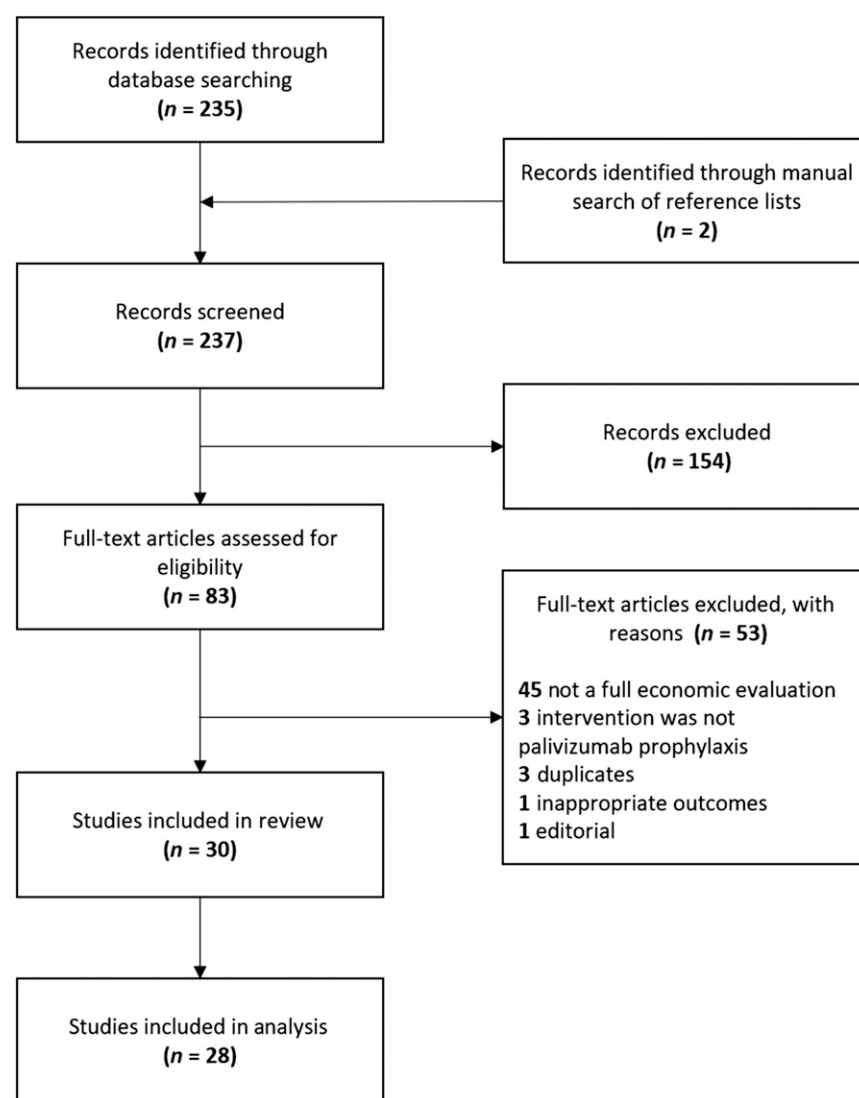 Records identified through
database searching
(n = 235)
Records identified through manual
search of reference lists
(n = 2)
Records screened
(n = 237)
Records excluded
(n = 154)
Full-text articles assessed for
eligibility
(n = 83)
Full-text articles excluded, with
reasons (n = 53)
45 not a full economic evaluation
3 intervention was not
palivizumab prophylaxis
3 duplicates
1 inappropriate outcomes
1 editorial
Studies included in review
(n = 30)
Studies included in analysis
(n = 28)